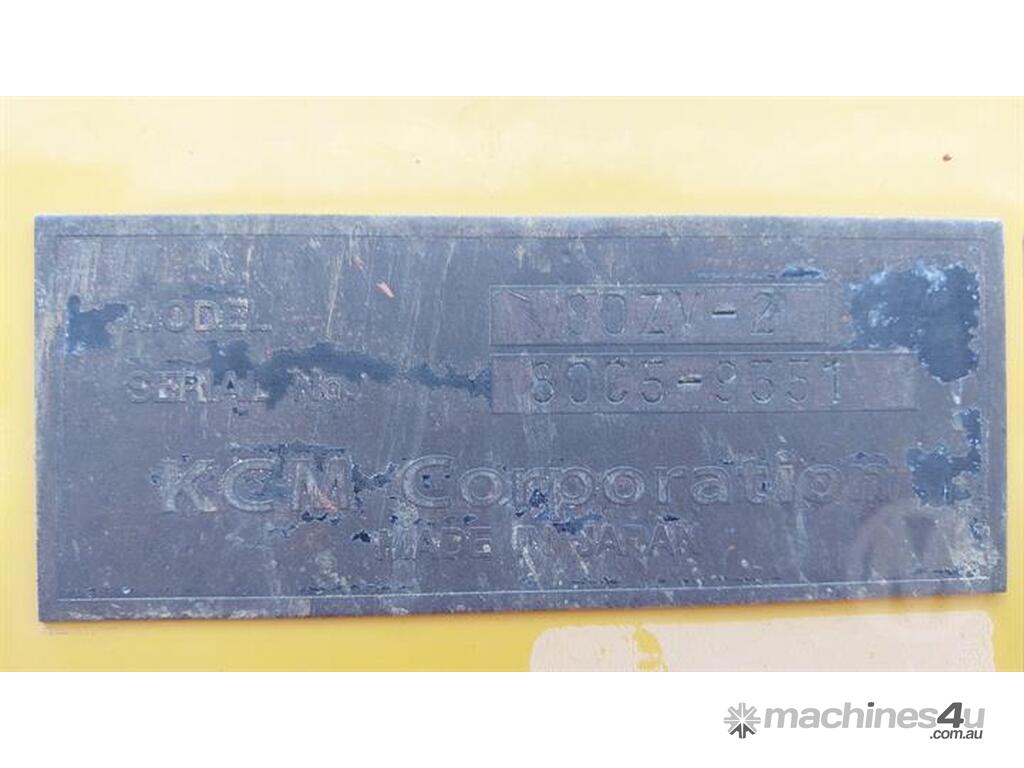 MODEL 80ZV-2
SERIAL No. 80C5-9551
KCM Corporation
MADE IN JAPAN
machines4u
.com.au